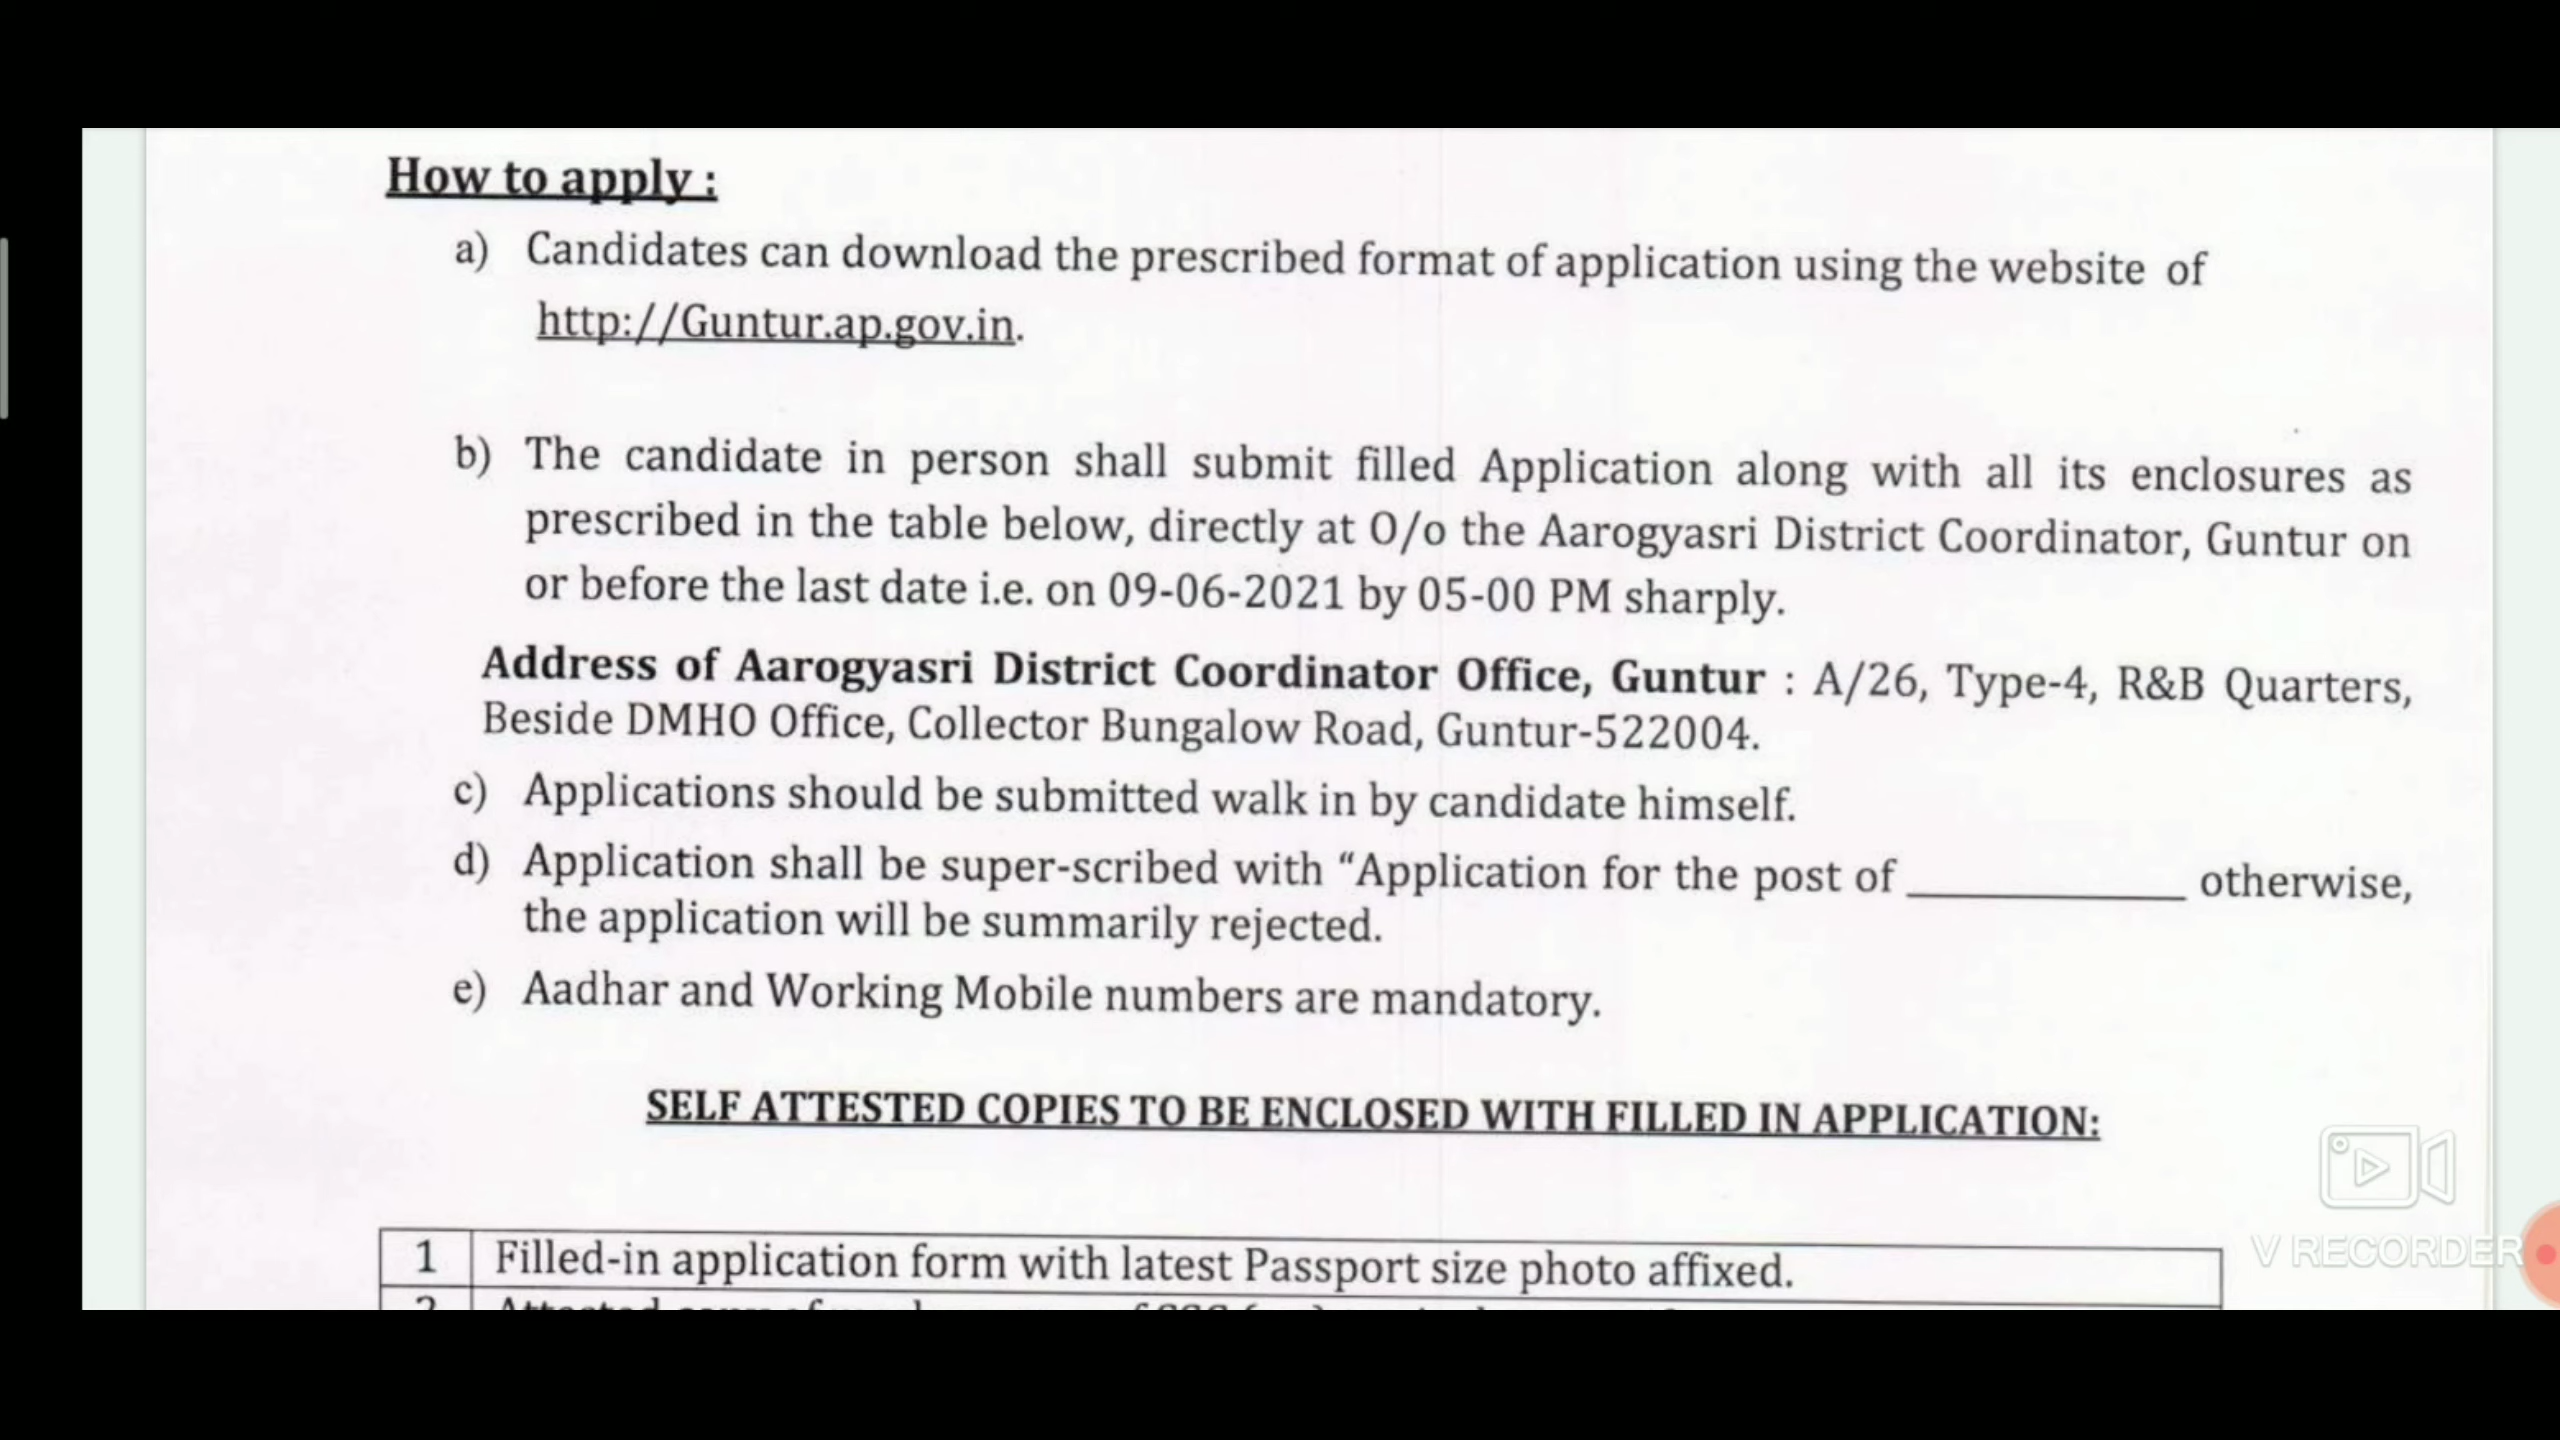 How to apply :
a) Candidates can download the prescribed format of application using the website of
http://Guntur.ap.gov.in.
b) The candidate in person shall submit filled Application along with all its enclosures as
prescribed in the table below, directly at O/o the Aarogyasri District Coordinator, Guntur on
or before the last date i.e. on 09-06-2021 by 05-00 PM sharply.
Address of Aarogyasri District Coordinator Office, Guntur : A/26, Type-4, R&B Quarters,
Beside DMHO Office, Collector Bungalow Road, Guntur-522004.
c) Applications should be submitted walk in by candidate himself.
d) Application shall be super-scribed with “Application for the post of ____________ otherwise,
the application will be summarily rejected.
e) Aadhar and Working Mobile numbers are mandatory.
SELF ATTESTED COPIES TO BE ENCLOSED WITH FILLED IN APPLICATION:
1 Filled-in application form with latest Passport size photo affixed.
V RECORDER